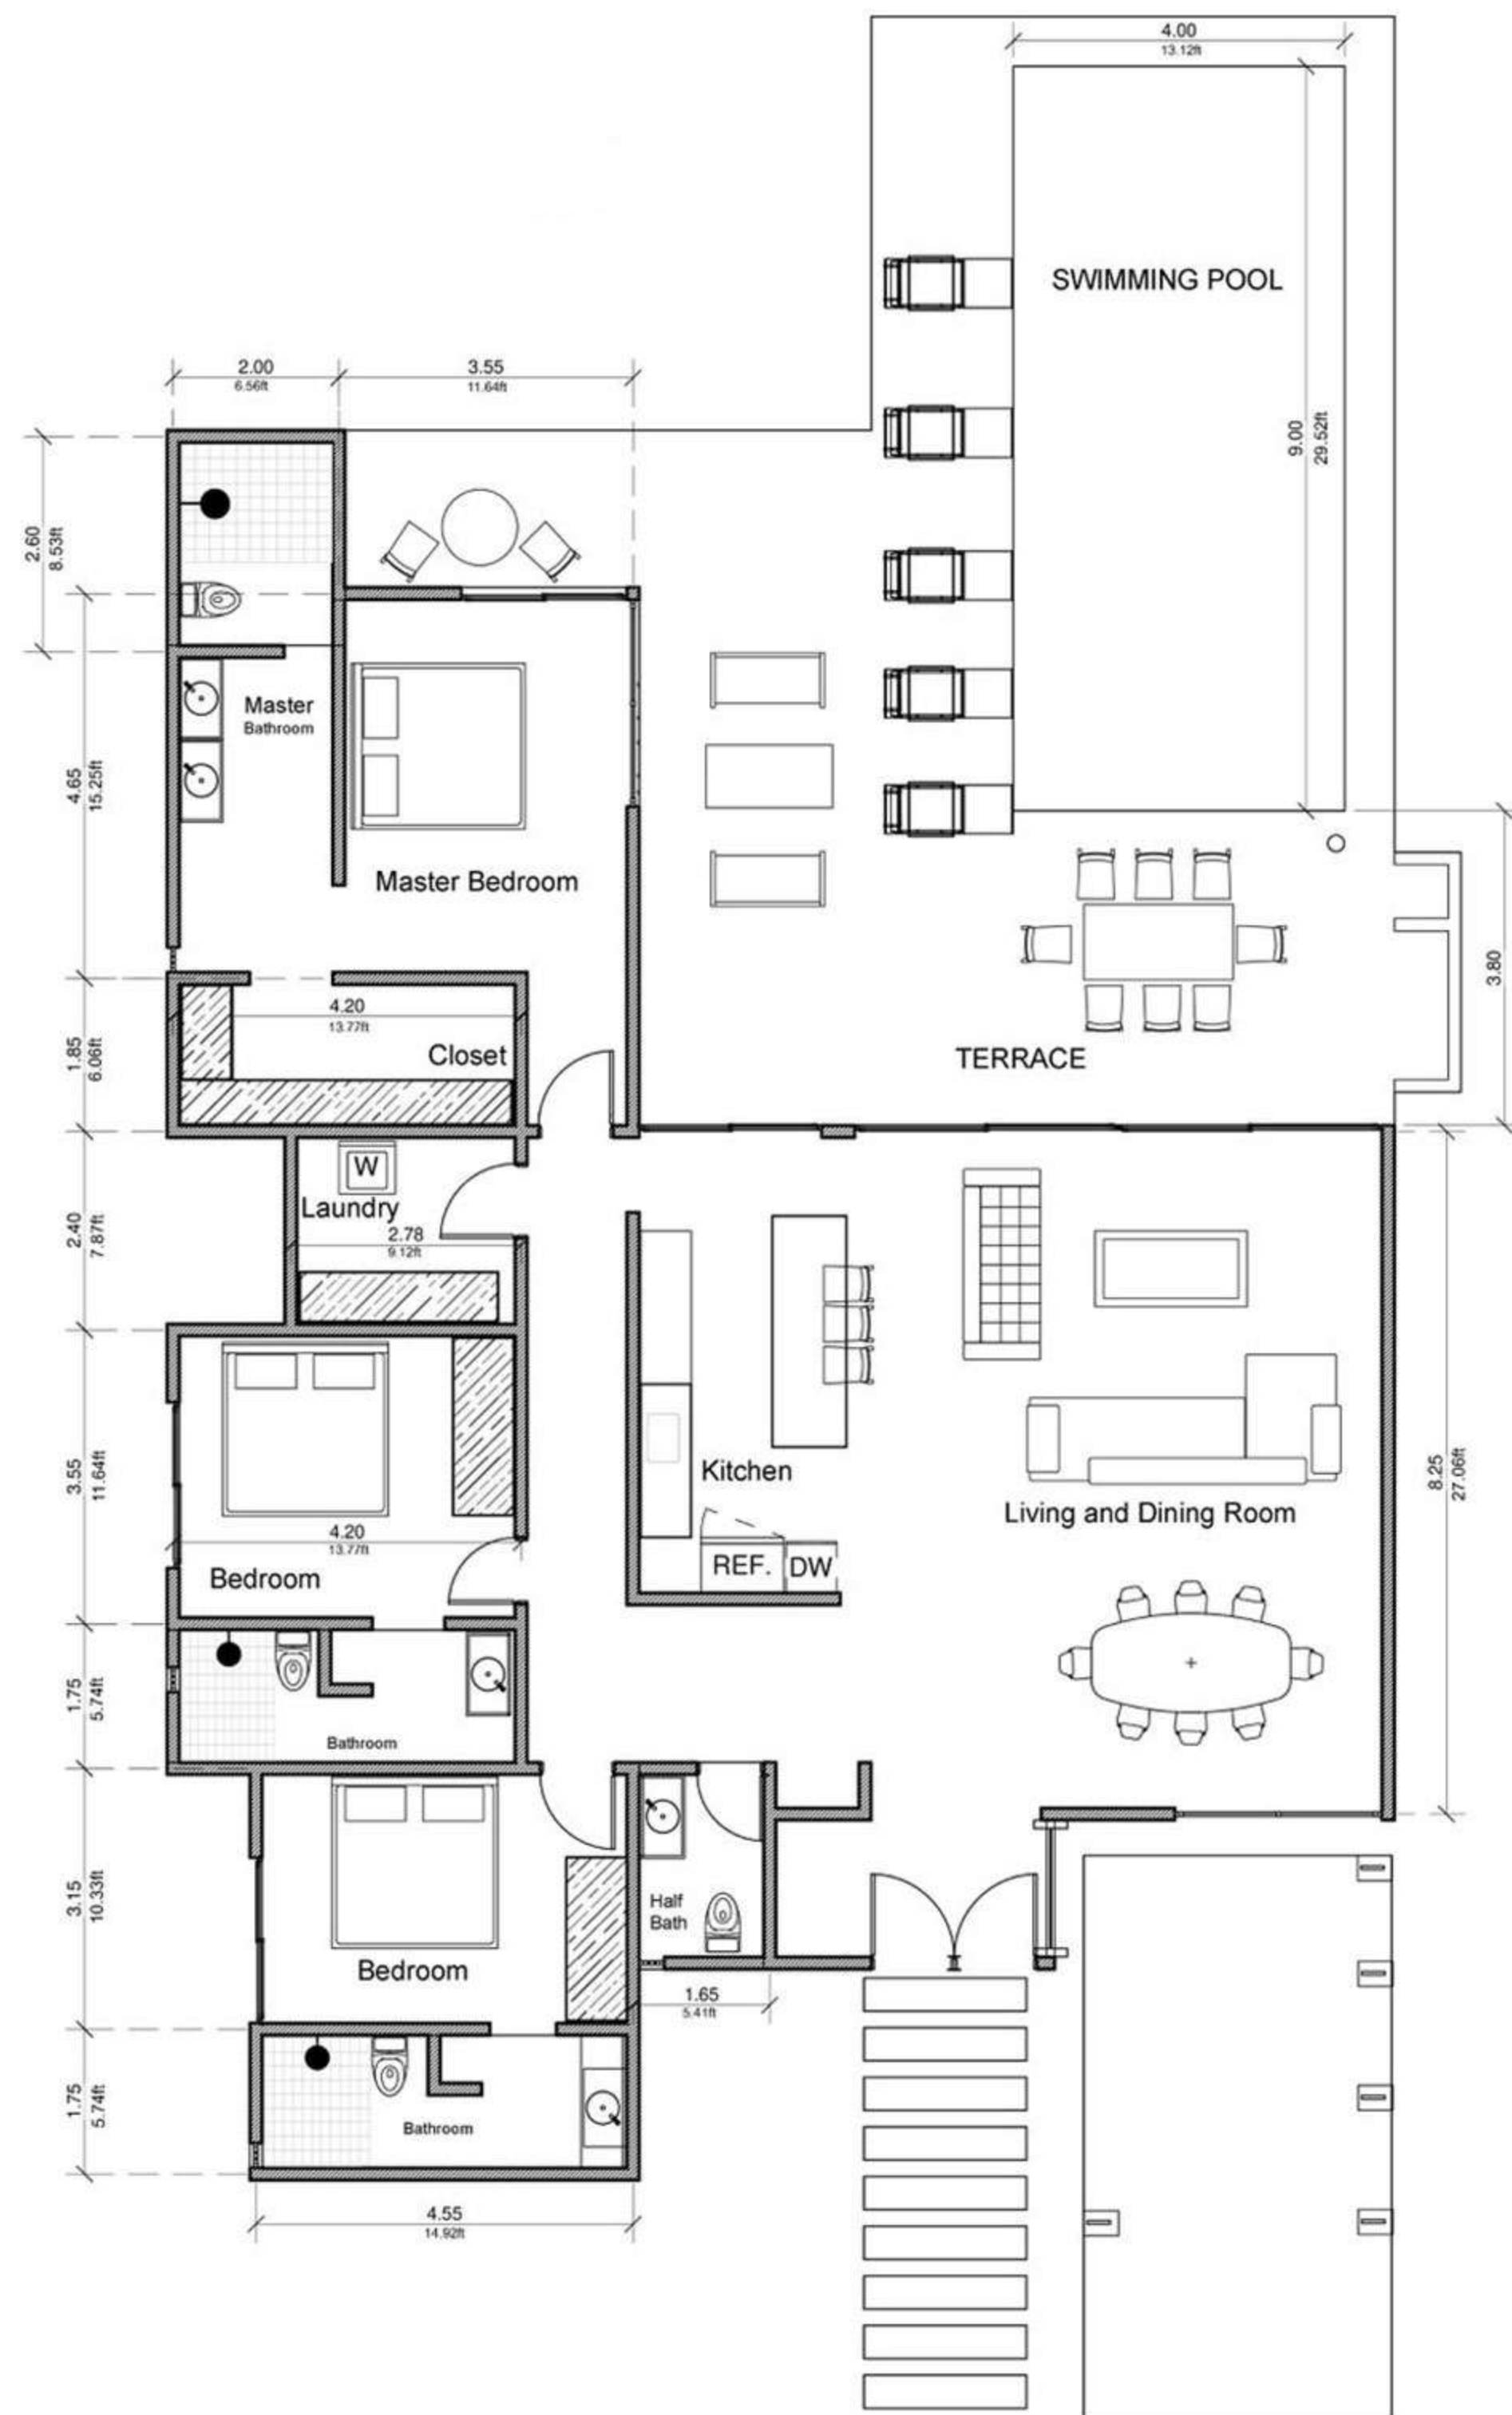 4.00
13.12ft
SWIMMING POOL
9.00
29.52ft
2.00
6.56ft
3.55
11.64ft
2.60
8.53ft
Master
Bathroom
4.65
15.25ft
Master Bedroom
3.80
4.20
13.77ft
Closet
1.85
6.06ft
TERRACE
W
Laundry
2.78
9.12ft
2.40
7.87ft
Kitchen
Living and Dining Room
8.25
27.06ft
3.55
11.64ft
4.20
13.77ft
Bedroom
REF.
DW
1.75
5.74ft
Bathroom
3.15
10.33ft
Half
Bath
Bedroom
1.65
5.41ft
1.75
5.74ft
Bathroom
4.55
14.92ft